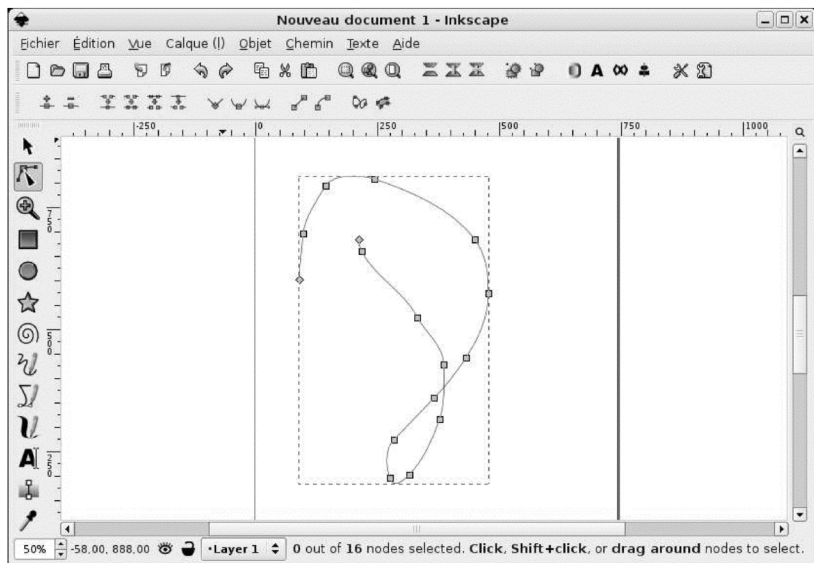 Nouveau document 1 - Inkscape
Fichier Édition Vue Calque (l) Objet Chemin Texte Aide
-250 0 250 500 750 1000
750
500
250
50% -58,00, 888,00 •Layer 1 0 out of 16 nodes selected. Click, Shift+click, or drag around nodes to select.